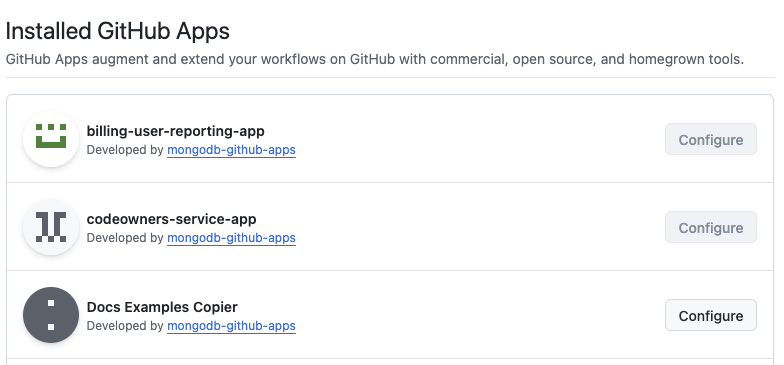 Installed GitHub Apps
GitHub Apps augment and extend your workflows on GitHub with commercial, open source, and homegrown tools.
billing-user-reporting-app
Developed by mongodb-github-apps
Configure
codeowners-service-app
Developed by mongodb-github-apps
Configure
Docs Examples Copier
Developed by mongodb-github-apps
Configure